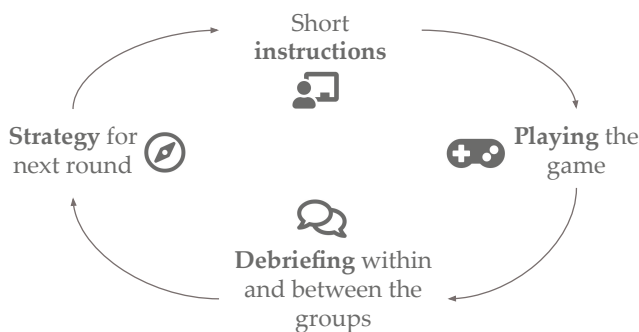 Short
instructions
Playing the
game
Debriefing within
and between the
groups
Strategy for
next round